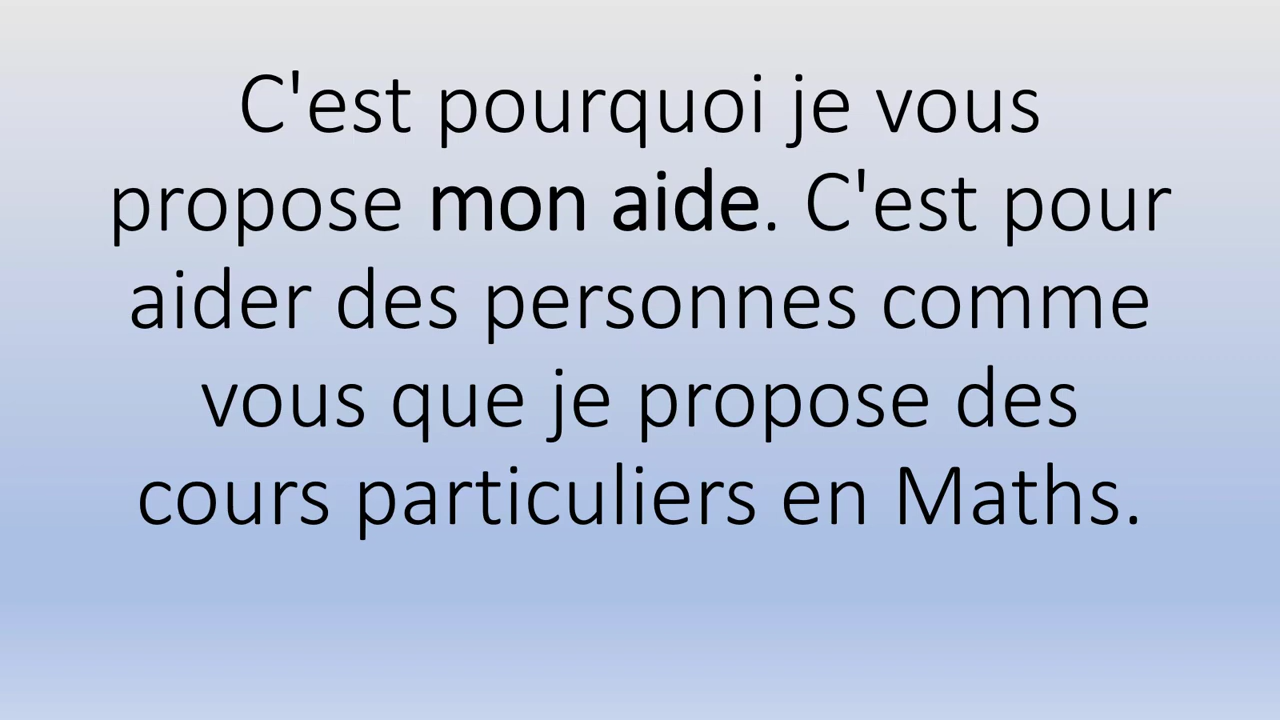 C'est pourquoi je vous
propose mon aide. C'est pour
aider des personnes comme
vous que je propose des
cours particuliers en Maths.